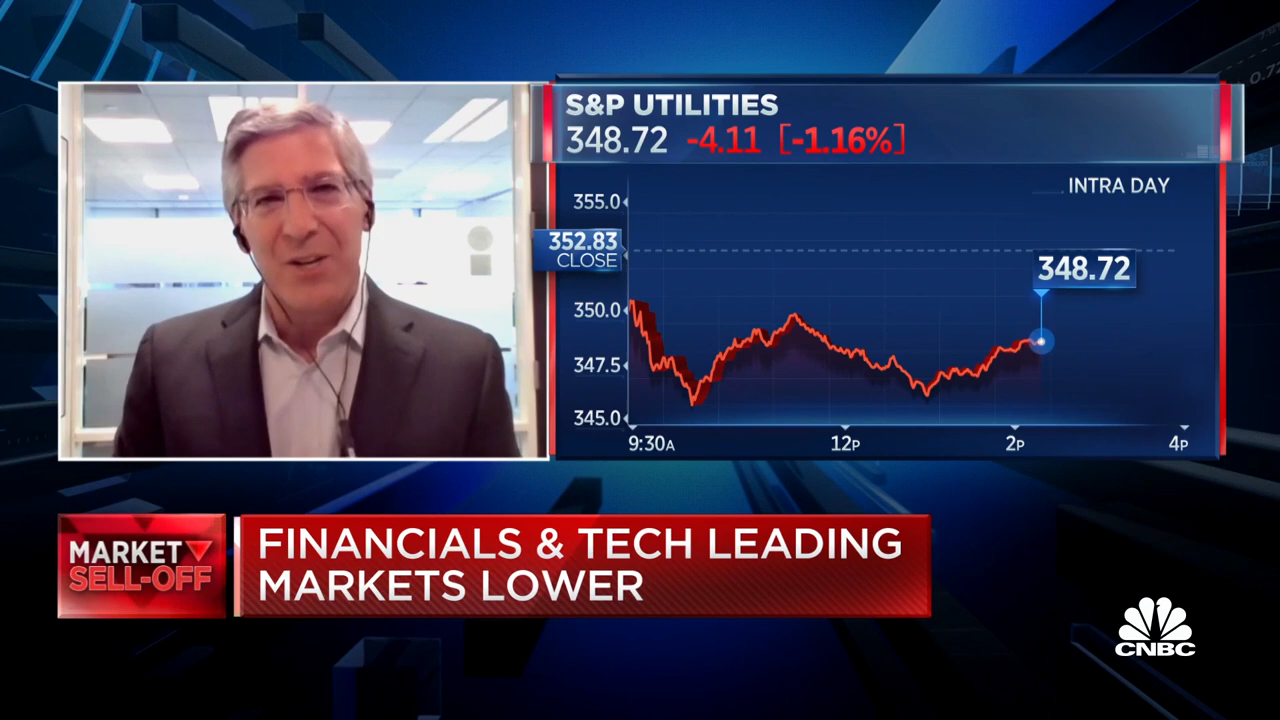 S&P UTILITIES
348.72 -4.11 [-1.16%]
INTRA DAY
355.0
352.83
CLOSE
348.72
350.0
347.5
345.0
9:30A
12P
2P
4P
MARKET
SELL-OFF
FINANCIALS & TECH LEADING
MARKETS LOWER
CNBC